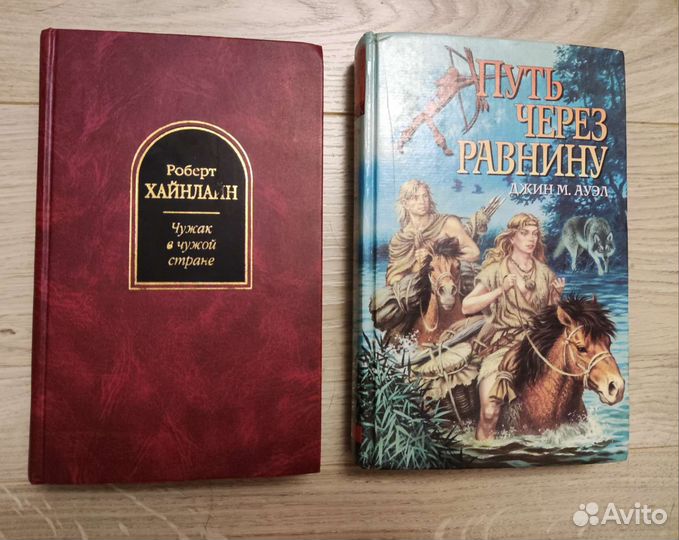 Роберт
ХАЙНЛАЙН
Чужак
в чужой
стране
ПУТЬ
ЧЕРЕЗ
РАВНИНУ
ДЖИН М. АУЭЛ
Avito